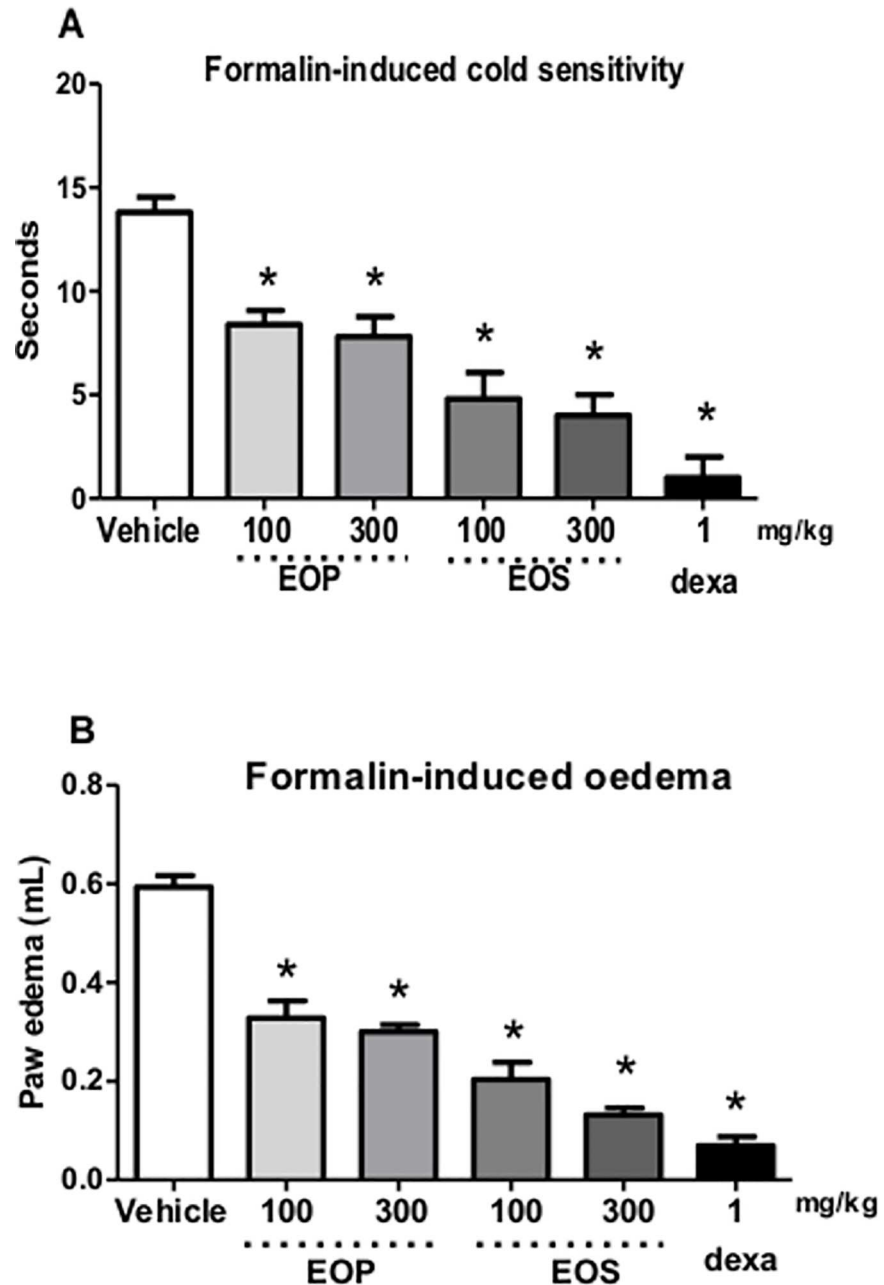 A
Formalin-induced cold sensitivity
20
15
10
5
0
Seconds
* * * * *
Vehicle 100 300 100 300 1 mg/kg
EOP EOS dexa
B
Formalin-induced oedema
0.8
0.6
0.4
0.2
0.0
Paw edema (mL)
* * * * *
Vehicle 100 300 100 300 1 mg/kg
EOP EOS dexa